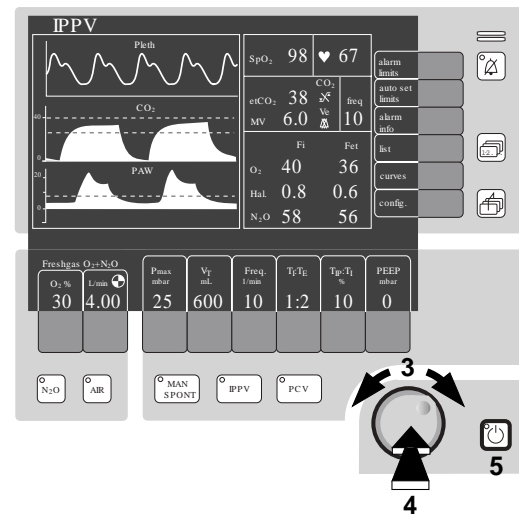 IPPV
Pleth
CO₂
40
0
PAW
20
0
SpO₂ 98 ♥ 67
CO₂
etCO₂ 38 freq
Ve
MV 6.0 10
Fi Fet
O₂ 40 36
Hal. 0.8 0.6
N₂O 58 56
alarm
limits
auto set
limits
alarm
info
list
curves
config.
Freshgas O₂+N₂O
O₂ % L/min
30 4.00
Pmax
mbar
25
VT
mL
600
Freq.
1/min
10
TI:TE
1:2
TIP:TI
%
10
PEEP
mbar
0
N₂O
AIR
MAN
SPONT
IPPV
PCV
3
4
5